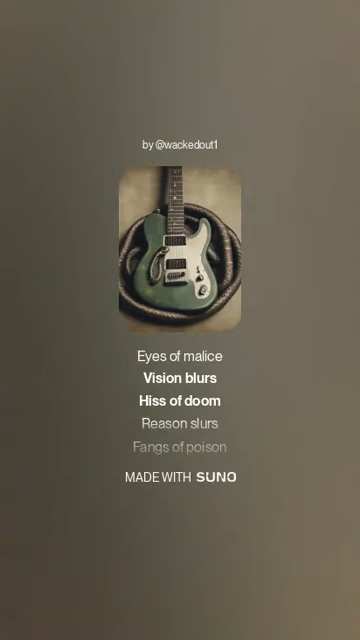 by @wackedout1
Eyes of malice
Vision blurs
Hiss of doom
Reason slurs
Fangs of poison
MADE WITH SUNO